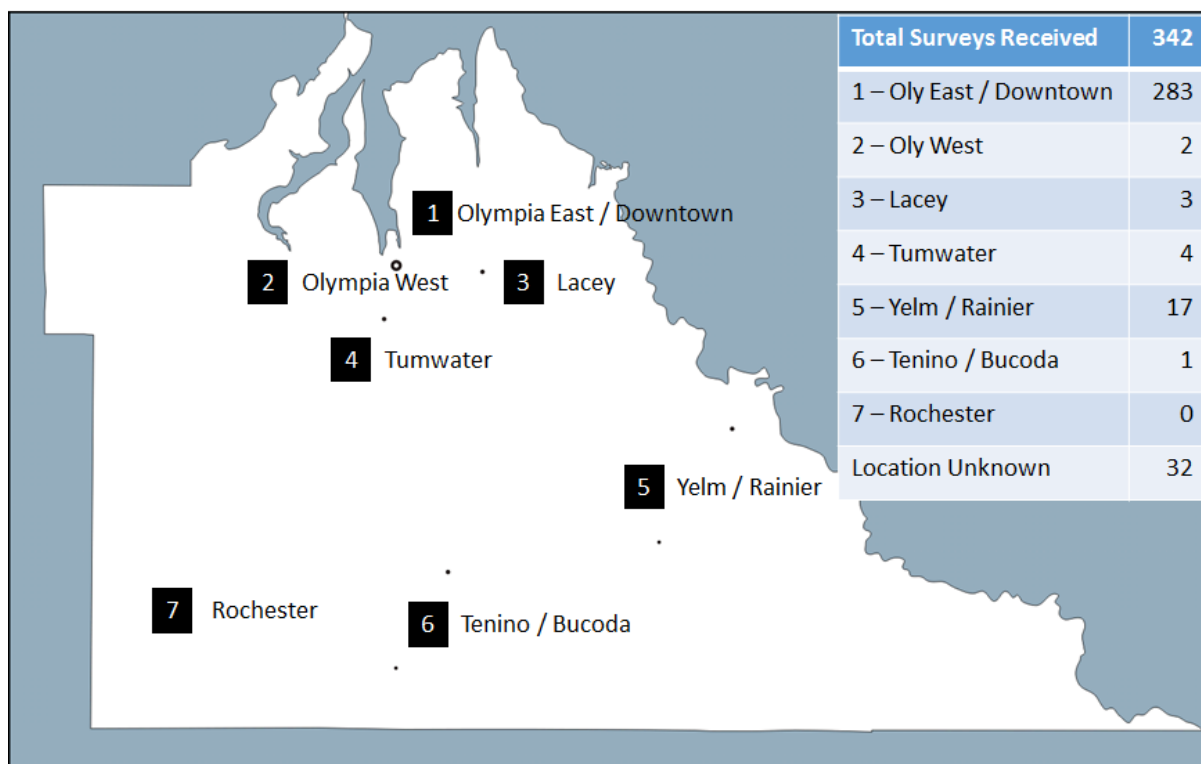 Total Surveys Received 342
1 – Oly East / Downtown 283
2 – Oly West 2
3 – Lacey 3
4 – Tumwater 4
5 – Yelm / Rainier 17
6 – Tenino / Bucoda 1
7 – Rochester 0
Location Unknown 32
1 Olympia East / Downtown
2 Olympia West
3 Lacey
4 Tumwater
5 Yelm / Rainier
7 Rochester
6 Tenino / Bucoda